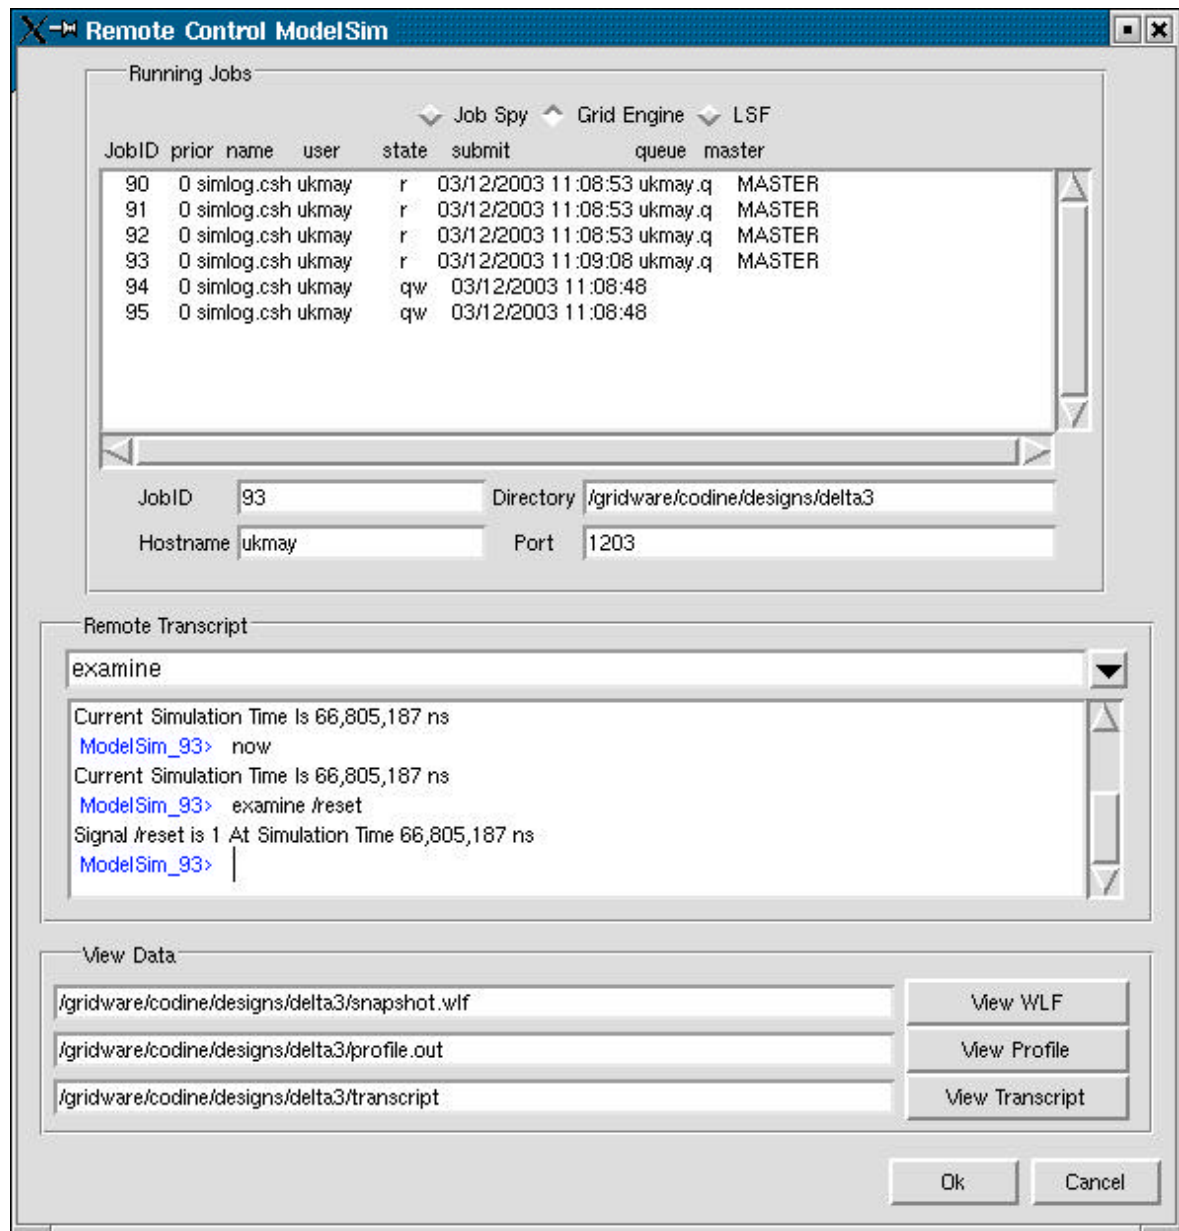 Remote Control ModelSim
Running Jobs
Job Spy Grid Engine LSF
JobID prior name user state submit queue master
90 0 simlog.csh ukmay r 03/12/2003 11:08:53 ukmay.q MASTER
91 0 simlog.csh ukmay r 03/12/2003 11:08:53 ukmay.q MASTER
92 0 simlog.csh ukmay r 03/12/2003 11:08:53 ukmay.q MASTER
93 0 simlog.csh ukmay r 03/12/2003 11:09:08 ukmay.q MASTER
94 0 simlog.csh ukmay qw 03/12/2003 11:08:48
95 0 simlog.csh ukmay qw 03/12/2003 11:08:48
JobID 93 Directory /gridware/codine/designs/delta3
Hostname ukmay Port 1203
Remote Transcript
examine
Current Simulation Time Is 66,805,187 ns
ModelSim_93> now
Current Simulation Time Is 66,805,187 ns
ModelSim_93> examine /reset
Signal /reset is 1 At Simulation Time 66,805,187 ns
ModelSim_93>
View Data
/gridware/codine/designs/delta3/snapshot.wlf View WLF
/gridware/codine/designs/delta3/profile.out View Profile
/gridware/codine/designs/delta3/transcript View Transcript
Ok Cancel